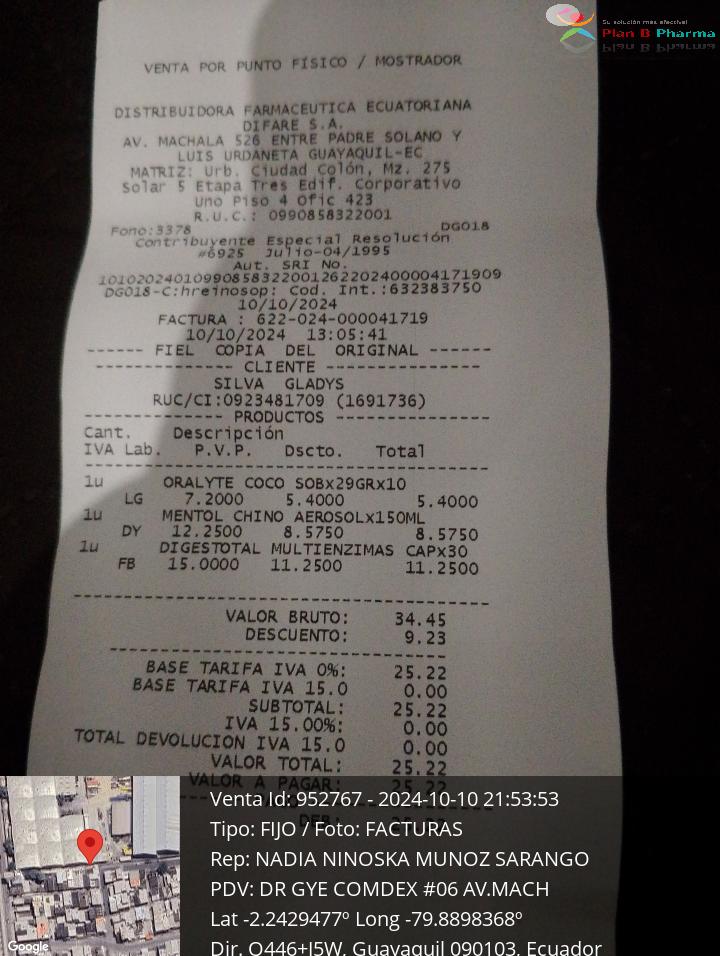 Su solución más efectiva!
Plan B Pharma
VENTA POR PUNTO FÍSICO / MOSTRADOR
DISTRIBUIDORA FARMACEUTICA ECUATORIANA
DIFARE S.A.
AV. MACHALA 526 ENTRE PADRE SOLANO Y
LUIS URDANETA GUAYAQUIL-EC
MATRIZ: Urb. Ciudad Colón, Mz. 275
Solar 5 Etapa Tres Edif. Corporativo
Uno Piso 4 Ofic 423
R.U.C.: 0990858322001
Fono:3378 DG018
Contribuyente Especial Resolución
#6925 Julio-04/1995
Aut. SRI No.
1010202401099085832200126222024000041719​09
DG018-C:hreinosop: Cod. Int.:632383750
10/10/2024
FACTURA : 622-024-000041719
10/10/2024 13:05:41
------ FIEL COPIA DEL ORIGINAL ------
------------- CLIENTE ---------------
SILVA GLADYS
RUC/CI:0923481709 (1691736)
------------- PRODUCTOS --------------
Cant. Descripción
IVA Lab. P.V.P. Dscto. Total
1u ORALYTE COCO SOBx29GRx10
LG 7.2000 5.4000 5.4000
1u MENTOL CHINO AEROSOLx150ML
DY 12.2500 8.5750 8.5750
1u DIGESTOTAL MULTIENZIMAS CAPx30
FB 15.0000 11.2500 11.2500
VALOR BRUTO: 34.45
DESCUENTO: 9.23
BASE TARIFA IVA 0%: 25.22
BASE TARIFA IVA 15.0 0.00
SUBTOTAL: 25.22
IVA 15.00%: 0.00
TOTAL DEVOLUCION IVA 15.0 0.00
VALOR TOTAL: 25.22
VALOR A PAGAR: 25.22
Venta Id: 952767 - 2024-10-10 21:53:53
Tipo: FIJO / Foto: FACTURAS
Rep: NADIA NINOSKA MUNOZ SARANGO
PDV: DR GYE COMDEX #06 AV.MACH
Lat -2.2429477º Long -79.8898368º
Dir. Q446+J5W, Guayaquil 090103, Ecuador
Google